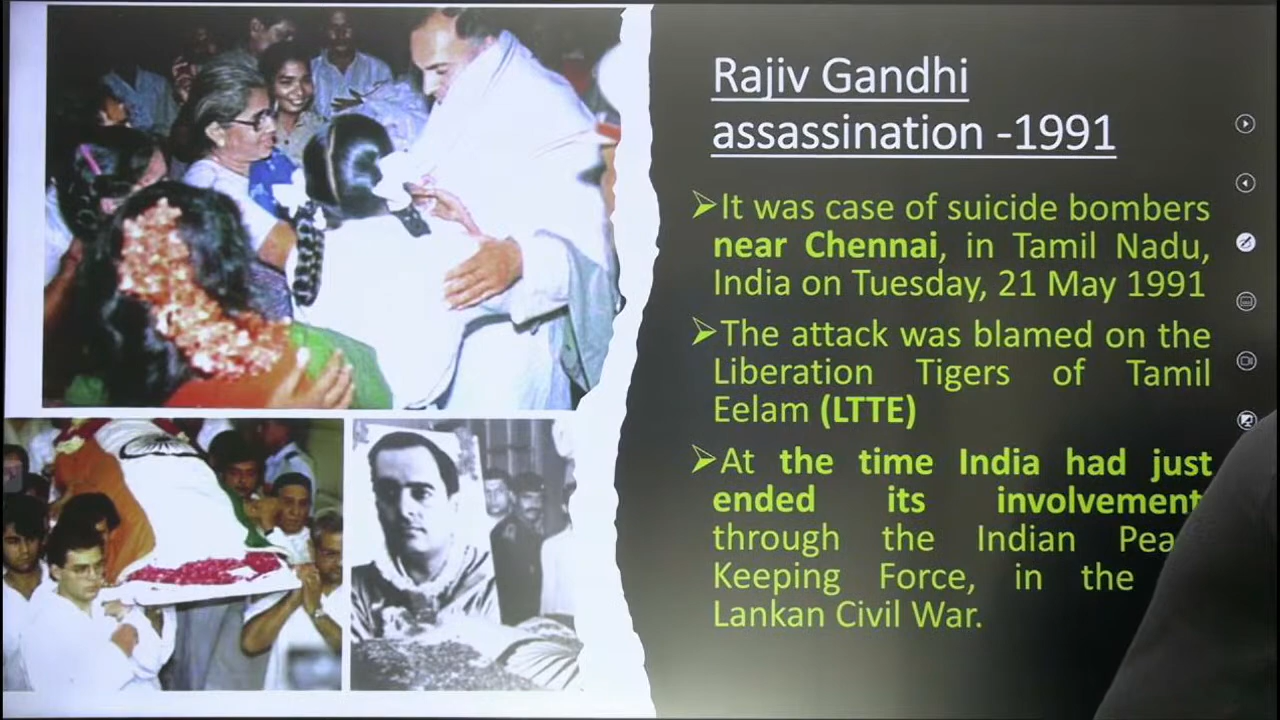 Rajiv Gandhi
assassination -1991
➢It was case of suicide bombers
near Chennai, in Tamil Nadu,
India on Tuesday, 21 May 1991
➢The attack was blamed on the
Liberation Tigers of Tamil
Eelam (LTTE)
➢At the time India had just
ended its involvement
through the Indian
Keeping Force, in the
Lankan Civil War.